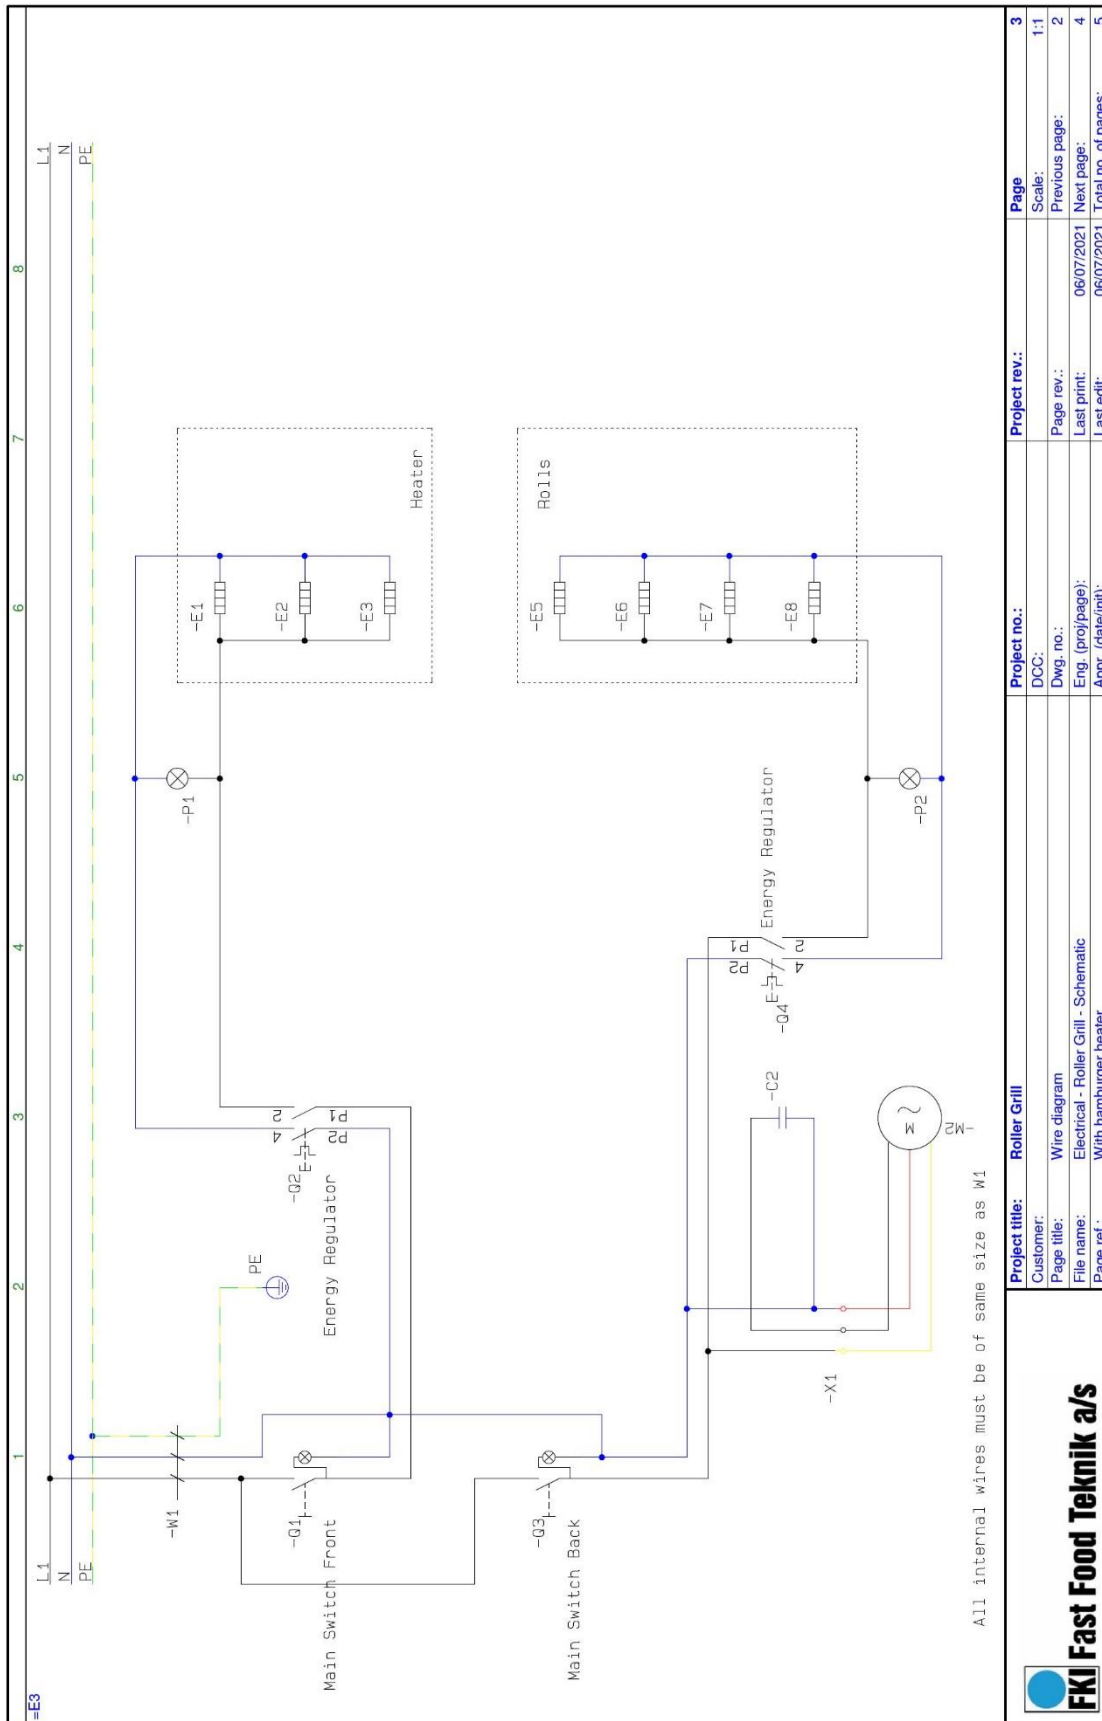 =E3
1 2 3 4 5 6 7 8
L1 L1
N N
PE PE
-W1
PE
-Q1
Main Switch Front
-Q2
Energy Regulator
4 2
P2 P1
-P1
-E1
-E2
-E3
Heater
-Q3
Main Switch Back
-Q4
P2 P1
4 2
Energy Regulator
-C2
-X1
M
-M2
-P2
-E5
-E6
-E7
-E8
Rolls
All internal wires must be of same size as W1
FKI Fast Food Teknik a/s
Project title: Roller Grill Project no.: Project rev.: Page 3
Customer: DCC: Scale: 1:1
Page title: Wire diagram Dwg. no.: Page rev.: Previous page: 2
File name: Electrical - Roller Grill - Schematic Eng. (proj/page): Last print: 06/07/2021 Next page: 4
Page ref.: With hamburger heater Appr. (date/init): Last edit: 06/07/2021 Total no. of pages: 5